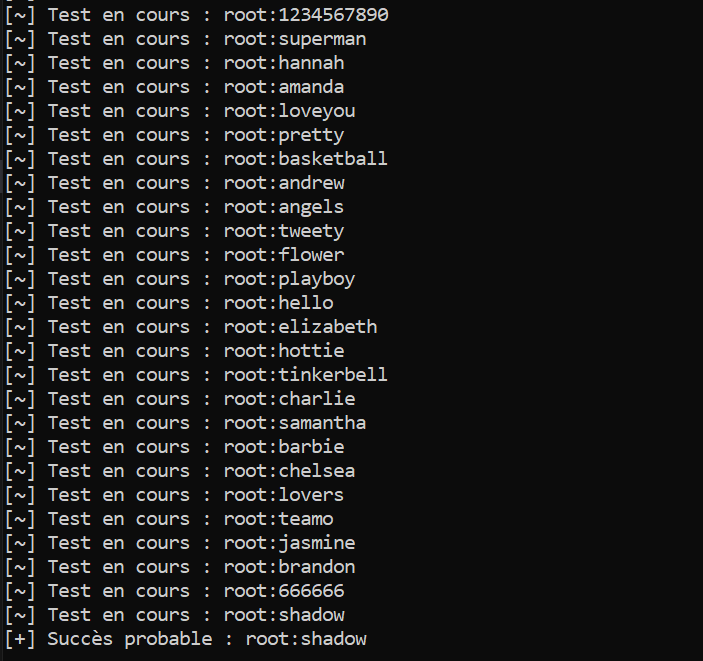 [~] Test en cours : root:1234567890
[~] Test en cours : root:superman
[~] Test en cours : root:hannah
[~] Test en cours : root:amanda
[~] Test en cours : root:loveyou
[~] Test en cours : root:pretty
[~] Test en cours : root:basketball
[~] Test en cours : root:andrew
[~] Test en cours : root:angels
[~] Test en cours : root:tweety
[~] Test en cours : root:flower
[~] Test en cours : root:playboy
[~] Test en cours : root:hello
[~] Test en cours : root:elizabeth
[~] Test en cours : root:hottie
[~] Test en cours : root:tinkerbell
[~] Test en cours : root:charlie
[~] Test en cours : root:samantha
[~] Test en cours : root:barbie
[~] Test en cours : root:chelsea
[~] Test en cours : root:lovers
[~] Test en cours : root:teamo
[~] Test en cours : root:jasmine
[~] Test en cours : root:brandon
[~] Test en cours : root:666666
[~] Test en cours : root:shadow
[+] Succès probable : root:shadow